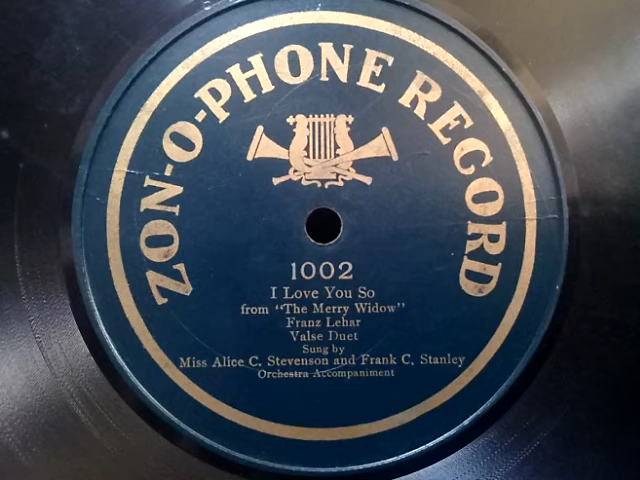 ZON-O-PHONE RECORD
1002
I Love You So
from "The Merry Widow"
Franz Lehar
Valse Duet
Sung by
Miss Alice C. Stevenson and Frank C. Stanley
Orchestra Accompaniment